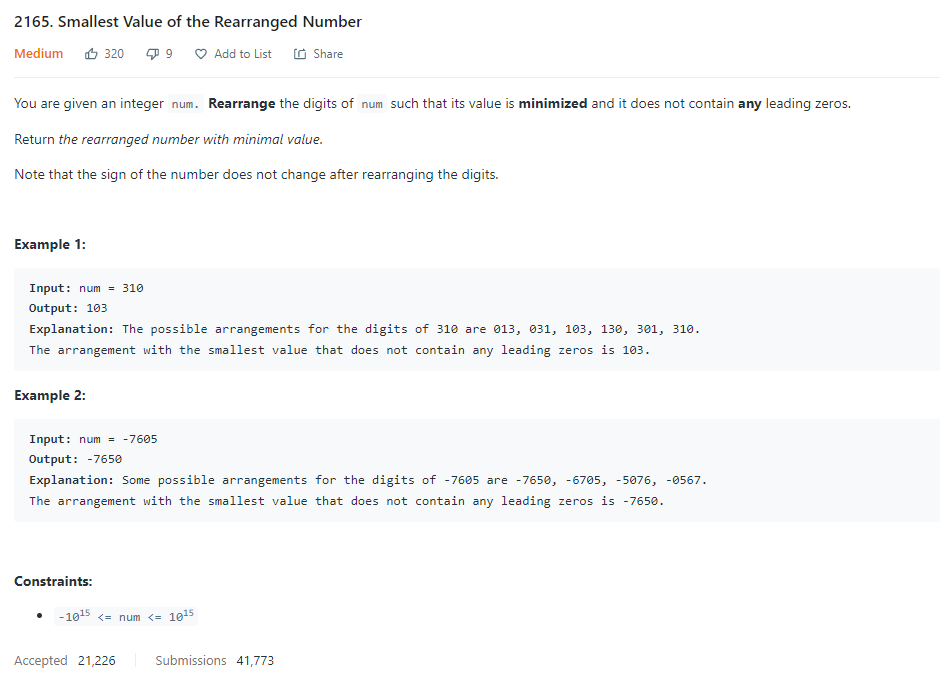 2165. Smallest Value of the Rearranged Number
Medium 320 9 Add to List Share
You are given an integer num. Rearrange the digits of num such that its value is minimized and it does not contain any leading zeros.
Return the rearranged number with minimal value.
Note that the sign of the number does not change after rearranging the digits.
Example 1:
Input: num = 310
Output: 103
Explanation: The possible arrangements for the digits of 310 are 013, 031, 103, 130, 301, 310.
The arrangement with the smallest value that does not contain any leading zeros is 103.
Example 2:
Input: num = -7605
Output: -7650
Explanation: Some possible arrangements for the digits of -7605 are -7650, -6705, -5076, -0567.
The arrangement with the smallest value that does not contain any leading zeros is -7650.
Constraints:
• -10¹⁵ <= num <= 10¹⁵
Accepted 21,226 Submissions 41,773